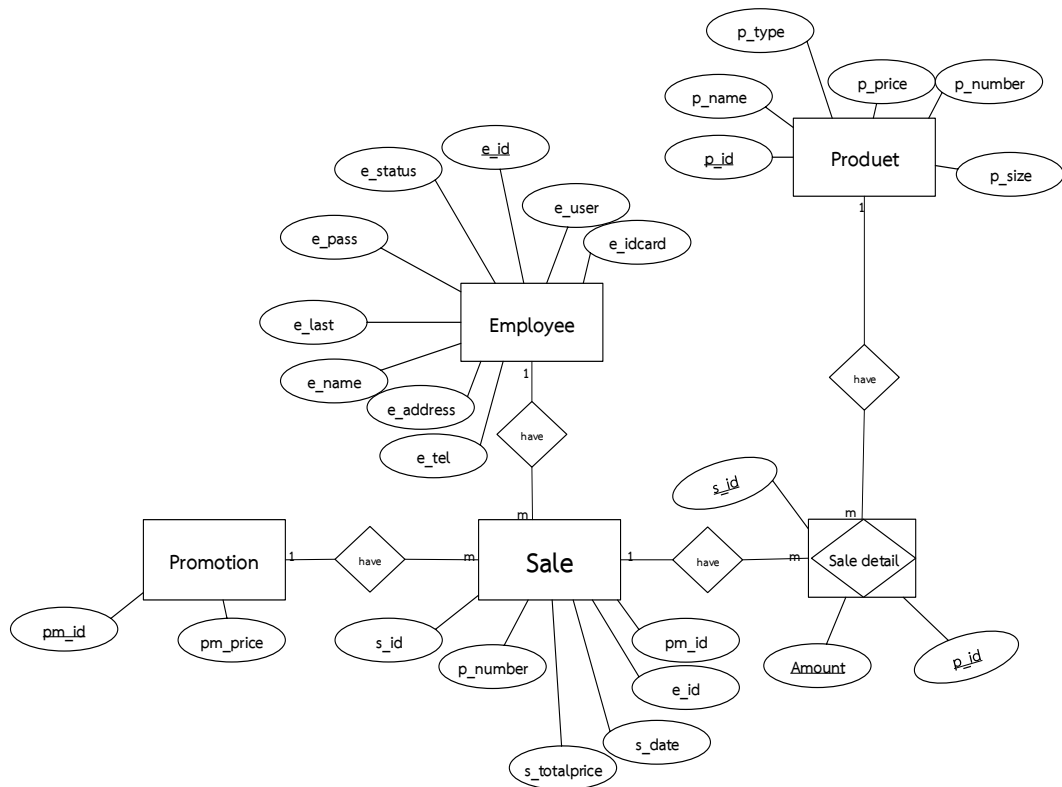 p_type
p_price
p_number
p_name
p_id
Produet
p_size
1
e_id
e_status
e_user
e_idcard
e_pass
e_last
Employee
e_name
e_address
e_tel
1
have
have
m
s_id
m
Promotion
1
have
m
Sale
1
have
m
Sale detail
pm_id
pm_price
s_id
p_number
pm_id
e_id
s_date
s_totalprice
Amount
p_id